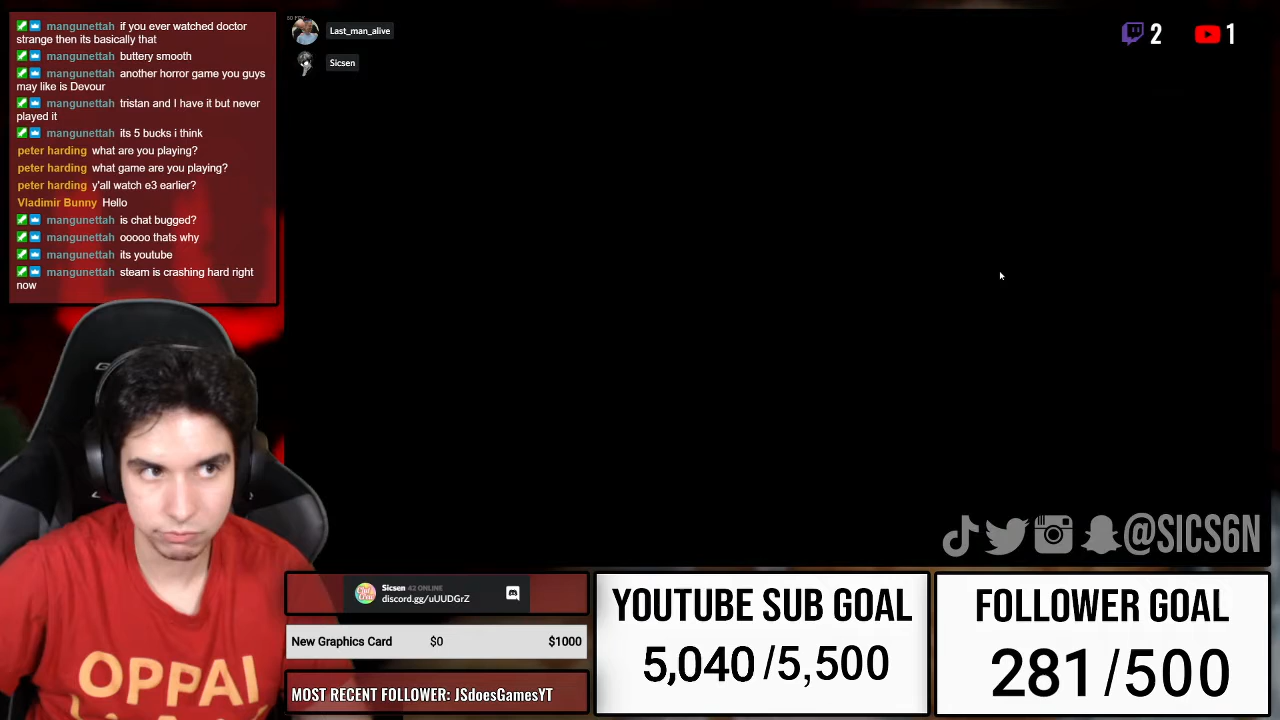 mangunettah if you ever watched doctor
strange then its basically that
mangunettah buttery smooth
mangunettah another horror game you guys
may like is Devour
mangunettah tristan and I have it but never
played it
mangunettah its 5 bucks i think
peter harding what are you playing?
peter harding what game are you playing?
peter harding y'all watch e3 earlier?
Vladimir Bunny Hello
mangunettah is chat bugged?
mangunettah ooooo thats why
mangunettah its youtube
mangunettah steam is crashing hard right
now
Last_man_alive
Sicsen
2
1
@SICS6N
OPPAI
Sicsen 42 ONLINE
discord.gg/uUUDGrZ
New Graphics Card $0 $1000
MOST RECENT FOLLOWER: JSdoesGamesYT
YOUTUBE SUB GOAL
5,040/5,500
FOLLOWER GOAL
281/500